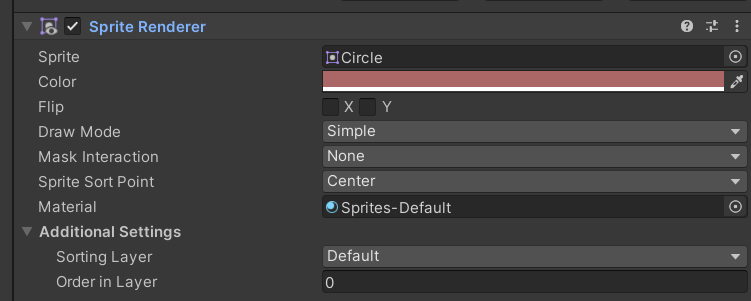 Sprite Renderer
Sprite Circle
Color
Flip X Y
Draw Mode Simple
Mask Interaction None
Sprite Sort Point Center
Material Sprites-Default
Additional Settings
Sorting Layer Default
Order in Layer 0